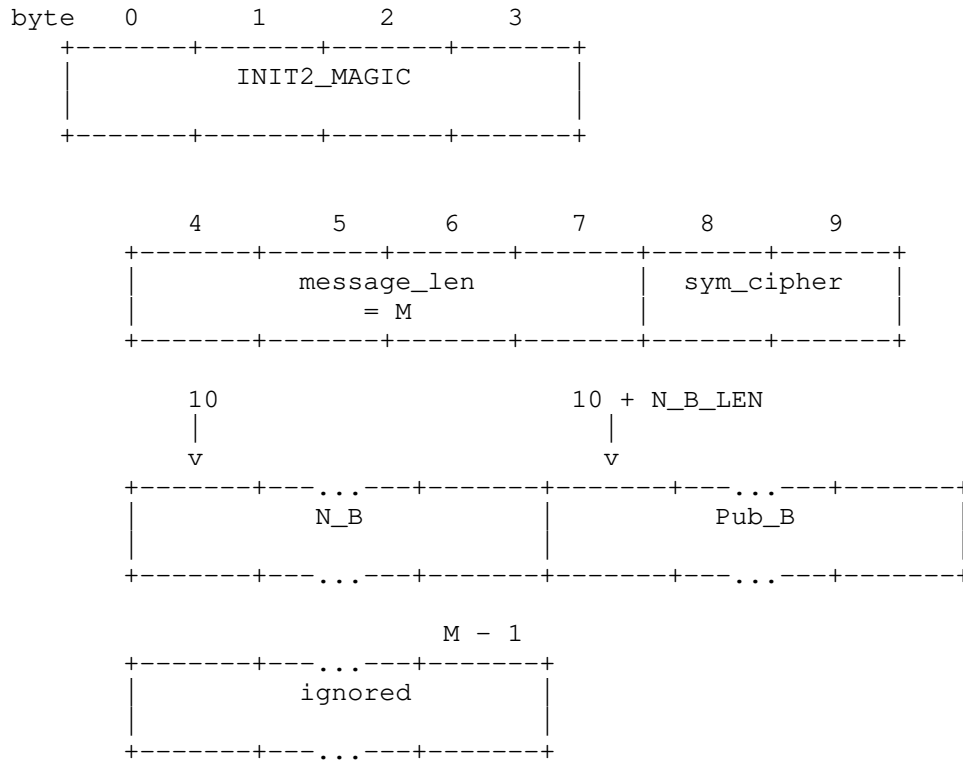 byte 0 1 2 3
+-------+-------+-------+-------+
| INIT2_MAGIC |
| |
+-------+-------+-------+-------+
4 5 6 7 8 9
+-------+-------+-------+-------+-------+-------+
| message_len | sym_cipher |
| = M | |
+-------+-------+-------+-------+-------+-------+
10 10 + N_B_LEN
| |
v v
+-------+---...---+-------+-------+---...---+-------+
| N_B | Pub_B |
| | |
+-------+---...---+-------+-------+---...---+-------+
M - 1
+-------+---...---+-------+
| ignored |
| |
+-------+---...---+-------+